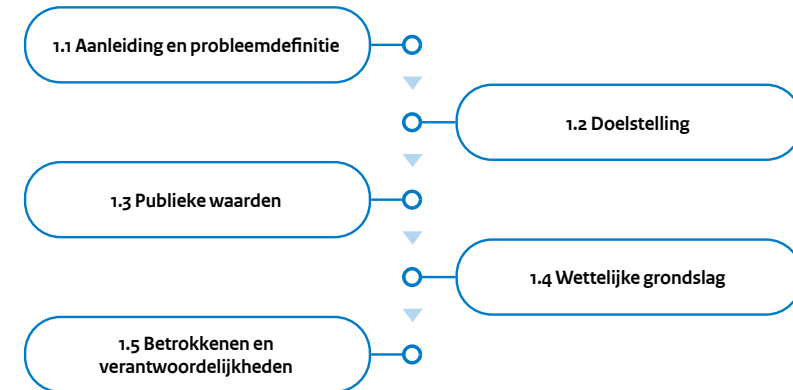 1.1 Aanleiding en probleemdefinitie
1.2 Doelstelling
1.3 Publieke waarden
1.4 Wettelijke grondslag
1.5 Betrokkenen en
verantwoordelijkheden